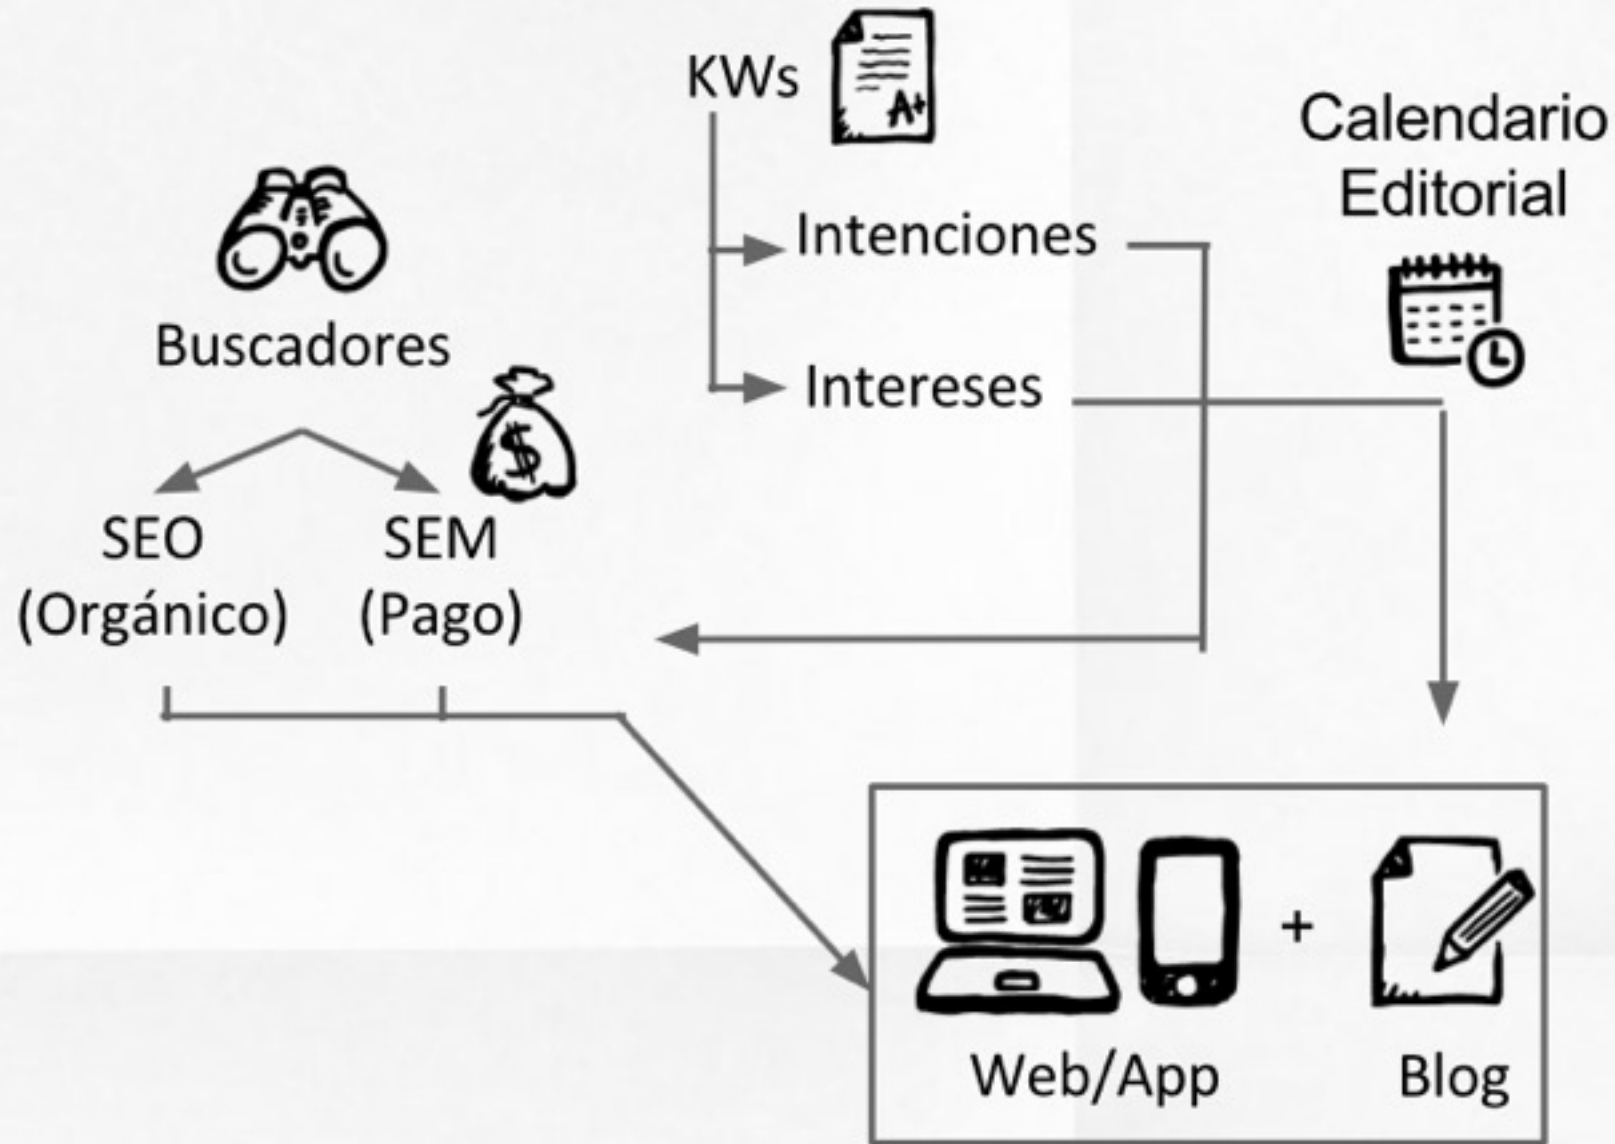 KWs
A+
Calendario
Editorial
Intenciones
Buscadores
Intereses
$
SEO
(Orgánico)
SEM
(Pago)
+
Web/App
Blog